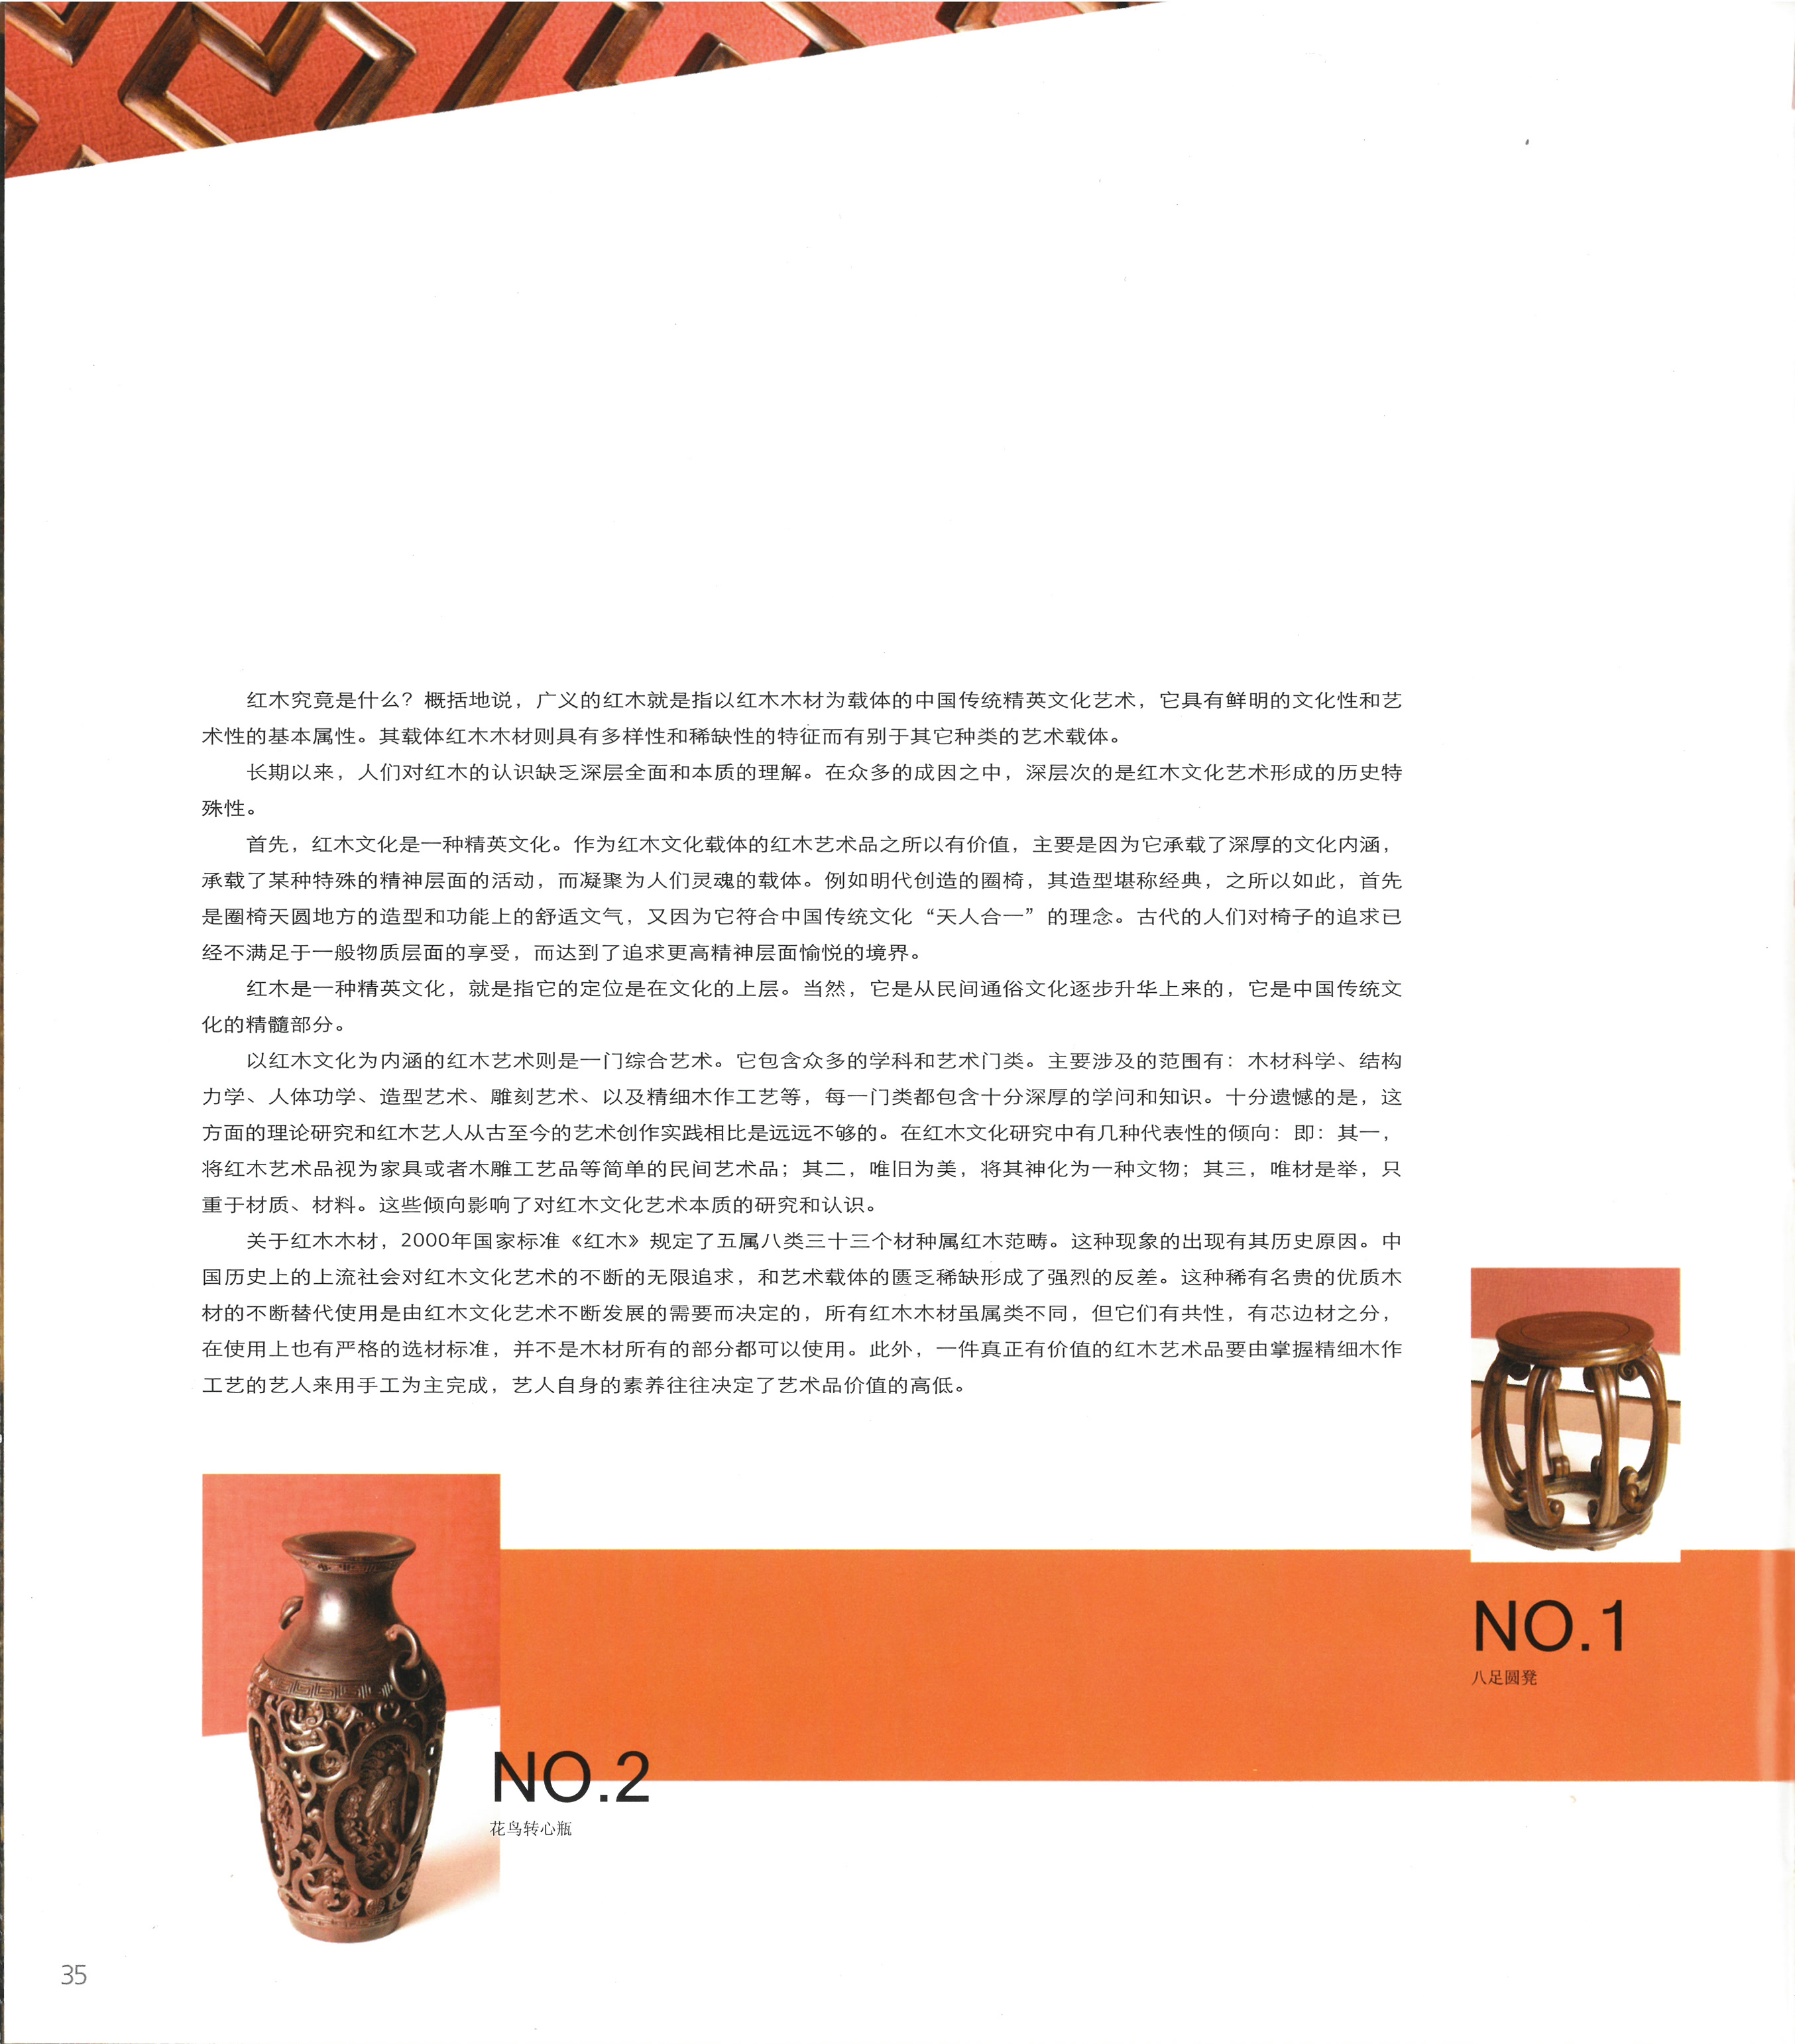 红木究竟是什么？概括地说，广义的红木就是指以红木木材为载体的中国传统精英文化艺术，它具有鲜明的文化性和艺
术性的基本属性。其载体红木木材则具有多样性和稀缺性的特征而有别于其它种类的艺术载体。
长期以来，人们对红木的认识缺乏深层全面和本质的理解。在众多的成因之中，深层次的是红木文化艺术形成的历史特
殊性。
首先，红木文化是一种精英文化。作为红木文化载体的红木艺术品之所以有价值，主要是因为它承载了深厚的文化内涵，
承载了某种特殊的精神层面的活动，而凝聚为人们灵魂的载体。例如明代创造的圈椅，其造型堪称经典，之所以如此，首先
是圈椅天圆地方的造型和功能上的舒适文气，又因为它符合中国传统文化“天人合一”的理念。古代的人们对椅子的追求已
经不满足于一般物质层面的享受，而达到了追求更高精神层面愉悦的境界。
红木是一种精英文化，就是指它的定位是在文化的上层。当然，它是从民间通俗文化逐步升华上来的，它是中国传统文
化的精髓部分。
以红木文化为内涵的红木艺术则是一门综合艺术。它包含众多的学科和艺术门类。主要涉及的范围有：木材科学、结构
力学、人体功学、造型艺术、雕刻艺术、以及精细木作工艺等，每一门类都包含十分深厚的学问和知识。十分遗憾的是，这
方面的理论研究和红木艺人从古至今的艺术创作实践相比是远远不够的。在红木文化研究中有几种代表性的倾向：即：其一，
将红木艺术品视为家具或者木雕工艺品等简单的民间艺术品；其二，唯旧为美，将其神化为一种文物；其三，唯材是举，只
重于材质、材料。这些倾向影响了对红木文化艺术本质的研究和认识。
关于红木木材，2000年国家标准《红木》规定了五属八类三十三个材种属红木范畴。这种现象的出现有其历史原因。中
国历史上的上流社会对红木文化艺术的不断的无限追求，和艺术载体的匮乏稀缺形成了强烈的反差。这种稀有名贵的优质木
材的不断替代使用是由红木文化艺术不断发展的需要而决定的，所有红木木材虽属类不同，但它们有共性，有芯边材之分，
在使用上也有严格的选材标准，并不是木材所有的部分都可以使用。此外，一件真正有价值的红木艺术品要由掌握精细木作
工艺的艺人来用手工为主完成，艺人自身的素养往往决定了艺术品价值的高低。
NO.1
八足圆凳
NO.2
花鸟转心瓶
35